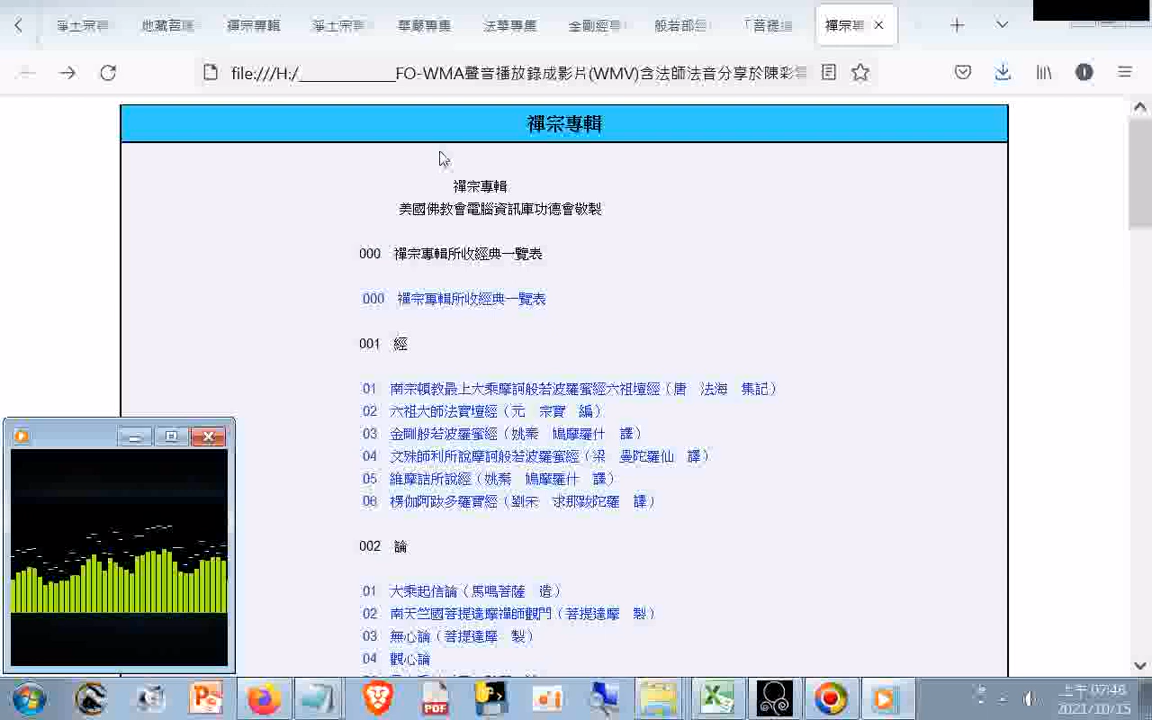 淨土宗
地藏菩
禪宗專輯
淨土宗
華嚴專集
法華專集
金剛經
般若部
「菩提
禪宗
file:///H:/____________FO-WMA聲音播放錄成影片(WMV)含法師法音分享於陳彩
禪宗專輯
禪宗專輯
美國佛教會電腦資訊庫功德會敬製
000 禪宗專輯所收經典一覽表
000 禪宗專輯所收經典一覽表
001 經
01 南宗頓教最上大乘摩訶般若波羅蜜經六祖壇經(唐 法海 集記)
02 六祖大師法寶壇經(元 宗寶 編)
03 金剛般若波羅蜜經(姚秦 鳩摩羅什 譯)
04 文殊師利所說摩訶般若波羅蜜經(梁 曼陀羅仙 譯)
05 維摩詰所說經(姚秦 鳩摩羅什 譯)
06 楞伽阿跋多羅寶經(劉宋 求那跋陀羅 譯)
002 論
01 大乘起信論(馬鳴菩薩 造)
02 南天竺國菩提達摩禪師觀門(菩提達摩 製)
03 無心論(菩提達摩 製)
04 觀心論
PDF
上午 07:46
2021/10/15